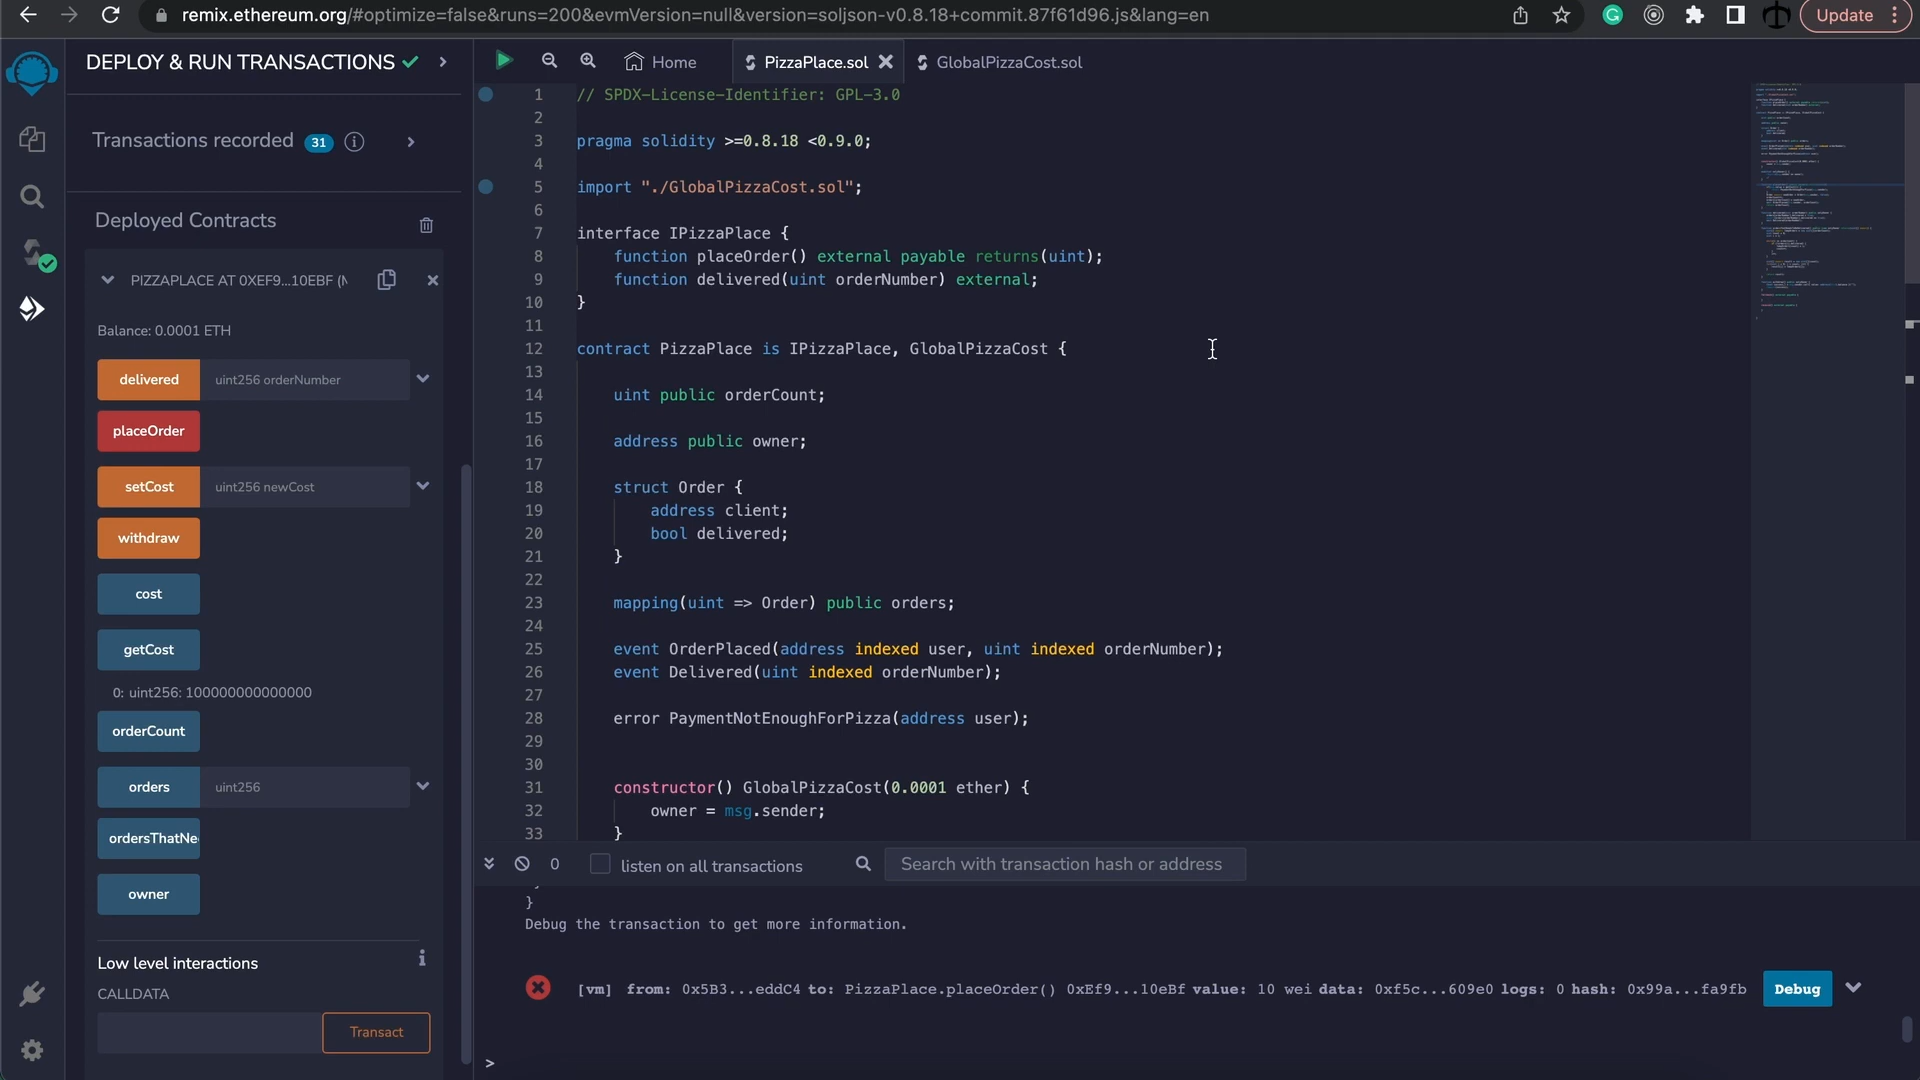 remix.ethereum.org/#optimize=false&runs=200&evmVersion=null&version=soljson-v0.8.18+commit.87f61d96.js&lang=en
Update
DEPLOY & RUN TRANSACTIONS
Transactions recorded 31 i
Deployed Contracts
PIZZAPLACE AT 0XEF9...10EBF (M
Balance: 0.0001 ETH
delivered uint256 orderNumber
placeOrder
setCost uint256 newCost
withdraw
cost
getCost
0: uint256: 100000000000000
orderCount
orders uint256
ordersThatNe
owner
Low level interactions i
CALLDATA
Transact
Home
PizzaPlace.sol
GlobalPizzaCost.sol
1 // SPDX-License-Identifier: GPL-3.0
2
3 pragma solidity >=0.8.18 <0.9.0;
4
5 import "./GlobalPizzaCost.sol";
6
7 interface IPizzaPlace {
8 function placeOrder() external payable returns(uint);
9 function delivered(uint orderNumber) external;
10 }
11
12 contract PizzaPlace is IPizzaPlace, GlobalPizzaCost {
13
14 uint public orderCount;
15
16 address public owner;
17
18 struct Order {
19 address client;
20 bool delivered;
21 }
22
23 mapping(uint => Order) public orders;
24
25 event OrderPlaced(address indexed user, uint indexed orderNumber);
26 event Delivered(uint indexed orderNumber);
27
28 error PaymentNotEnoughForPizza(address user);
29
30
31 constructor() GlobalPizzaCost(0.0001 ether) {
32 owner = msg.sender;
33 }
0 listen on all transactions Search with transaction hash or address
}
Debug the transaction to get more information.
[vm] from: 0x5B3...eddC4 to: PizzaPlace.placeOrder() 0xEf9...10eBf value: 10 wei data: 0xf5c...609e0 logs: 0 hash: 0x99a...fa9fb Debug
>